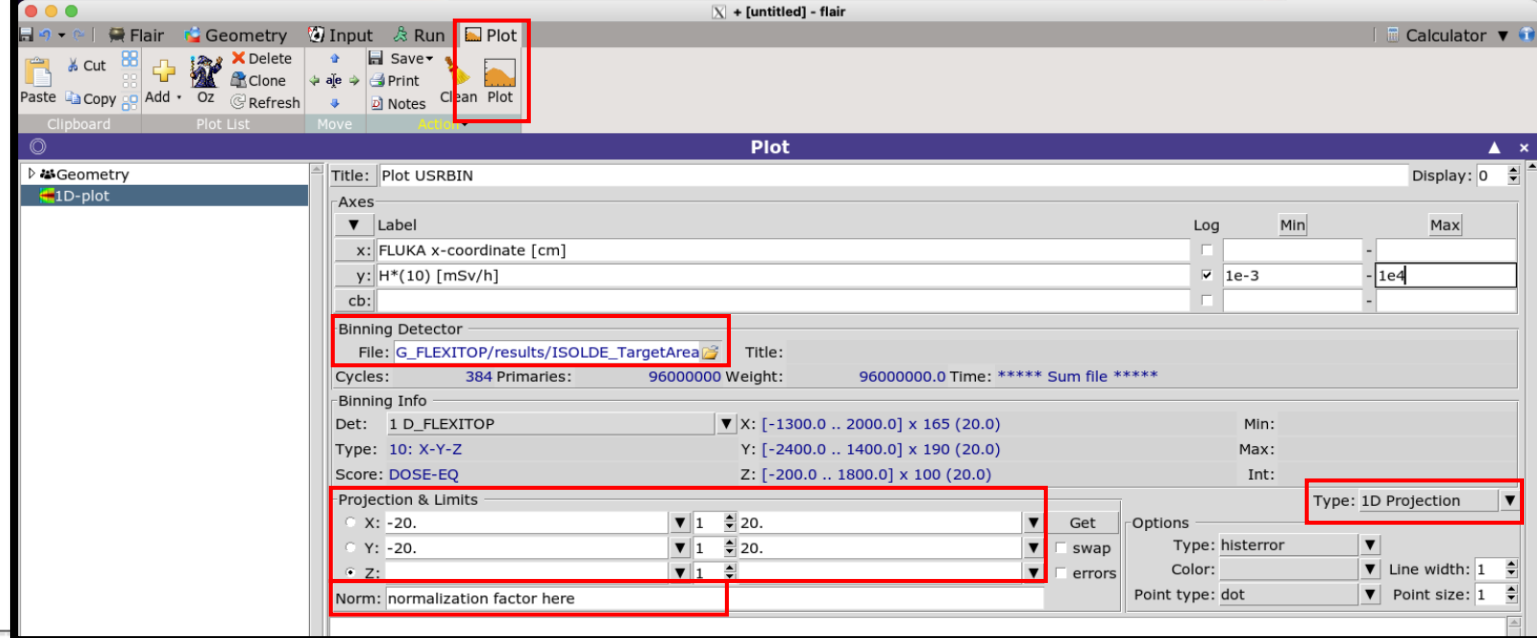 + [untitled] - flair
Flair Geometry Input Run Plot Calculator
Cut Delete Save
Paste Copy Add Oz Clone Refresh Print Notes Clean Plot
Clipboard Plot List Move Action
Plot
Geometry
1D-plot
Title: Plot USRBIN Display: 0
Axes
Label Log Min Max
x: FLUKA x-coordinate [cm] -
y: H*(10) [mSv/h] 1e-3 - 1e4
cb: -
Binning Detector
File: G_FLEXITOP/results/ISOLDE_TargetArea Title:
Cycles: 384 Primaries: 96000000 Weight: 96000000.0 Time: ***** Sum file *****
Binning Info
Det: 1 D_FLEXITOP X: [-1300.0 .. 2000.0] x 165 (20.0) Min:
Type: 10: X-Y-Z Y: [-2400.0 .. 1400.0] x 190 (20.0) Max:
Score: DOSE-EQ Z: [-200.0 .. 1800.0] x 100 (20.0) Int:
Projection & Limits Type: 1D Projection
X: -20. 1 20. Get Options
Y: -20. 1 20. swap Type: histerror
Z: 1 errors Color: Line width: 1
Norm: normalization factor here Point type: dot Point size: 1